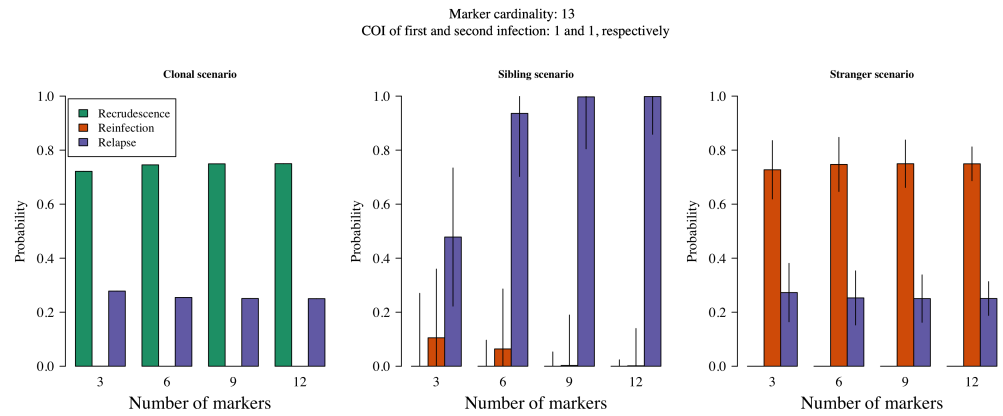 Marker cardinality: 13
COI of first and second infection: 1 and 1, respectively
Clonal scenario
Recrudescence
Reinfection
Relapse
Probability
1.0
0.8
0.6
0.4
0.2
0.0
3 6 9 12
Number of markers
Sibling scenario
Probability
1.0
0.8
0.6
0.4
0.2
0.0
3 6 9 12
Number of markers
Stranger scenario
Probability
1.0
0.8
0.6
0.4
0.2
0.0
3 6 9 12
Number of markers